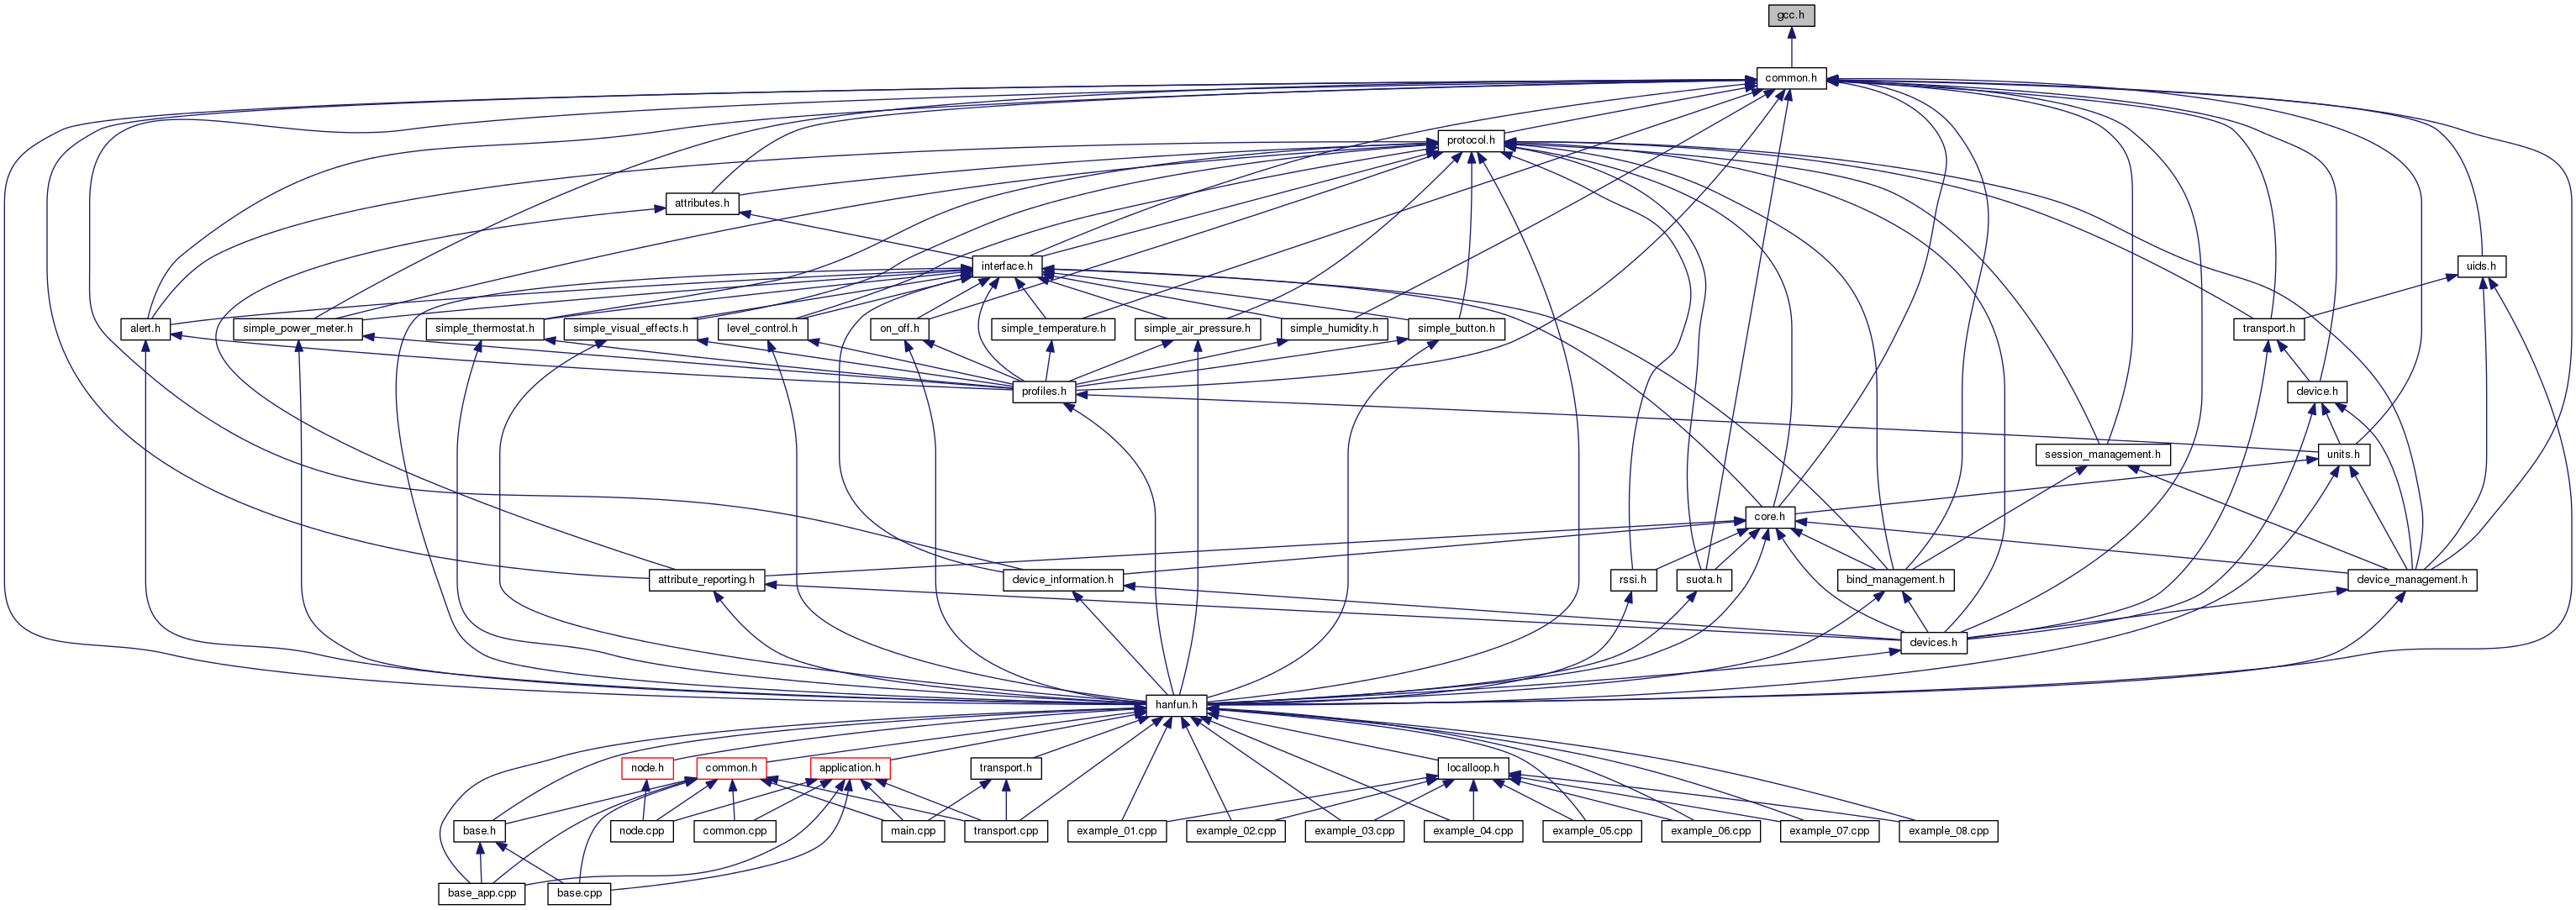 gcc.h
common.h
protocol.h
attributes.h
interface.h
uids.h
alert.h
simple_power_meter.h
simple_thermostat.h
simple_visual_effects.h
level_control.h
on_off.h
simple_temperature.h
simple_air_pressure.h
simple_humidity.h
simple_button.h
transport.h
profiles.h
device.h
session_management.h
units.h
core.h
attribute_reporting.h
device_information.h
rssi.h
suota.h
bind_management.h
device_management.h
devices.h
hanfun.h
node.h
common.h
application.h
transport.h
localloop.h
base.h
node.cpp
common.cpp
main.cpp
transport.cpp
example_01.cpp
example_02.cpp
example_03.cpp
example_04.cpp
example_05.cpp
example_06.cpp
example_07.cpp
example_08.cpp
base_app.cpp
base.cpp